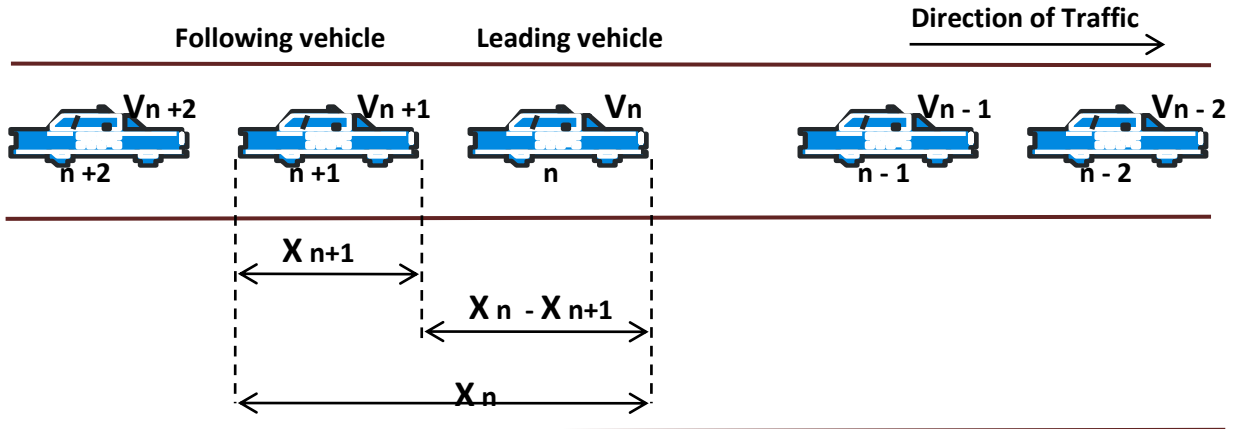 Direction of Traffic
Following vehicle Leading vehicle
Vn +2 Vn +1 Vn Vn - 1 Vn - 2
n +2 n +1 n n - 1 n - 2
X n+1
X n - X n+1
X n